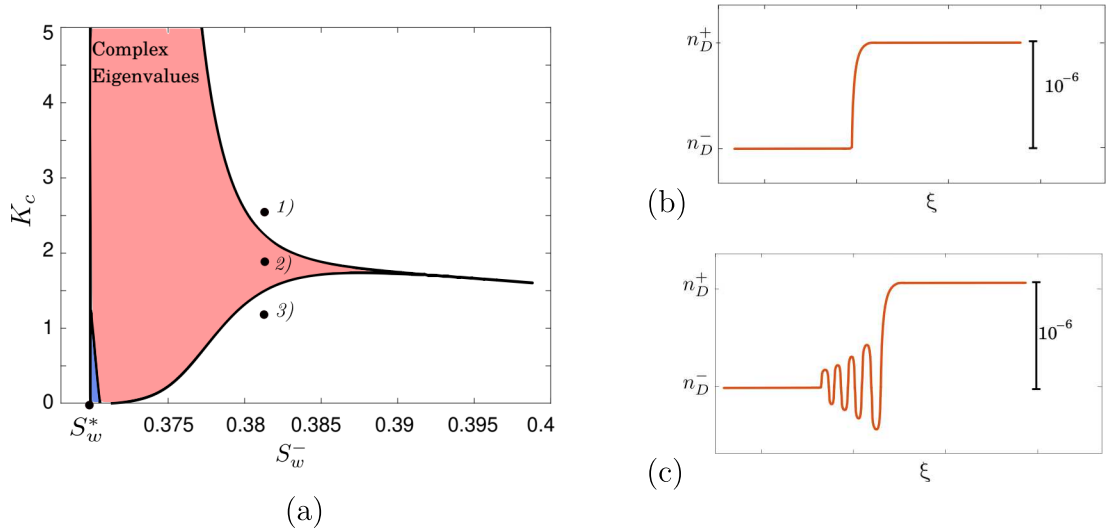 5
4
3
2
1
0
Complex
Eigenvalues
1)
2)
3)
K_c
S_w^*
0.375
0.38
0.385
0.39
0.395
0.4
S_w^-
(a)
n_D^+
n_D^-
10^{-6}
ξ
(b)
n_D^+
n_D^-
10^{-6}
ξ
(c)